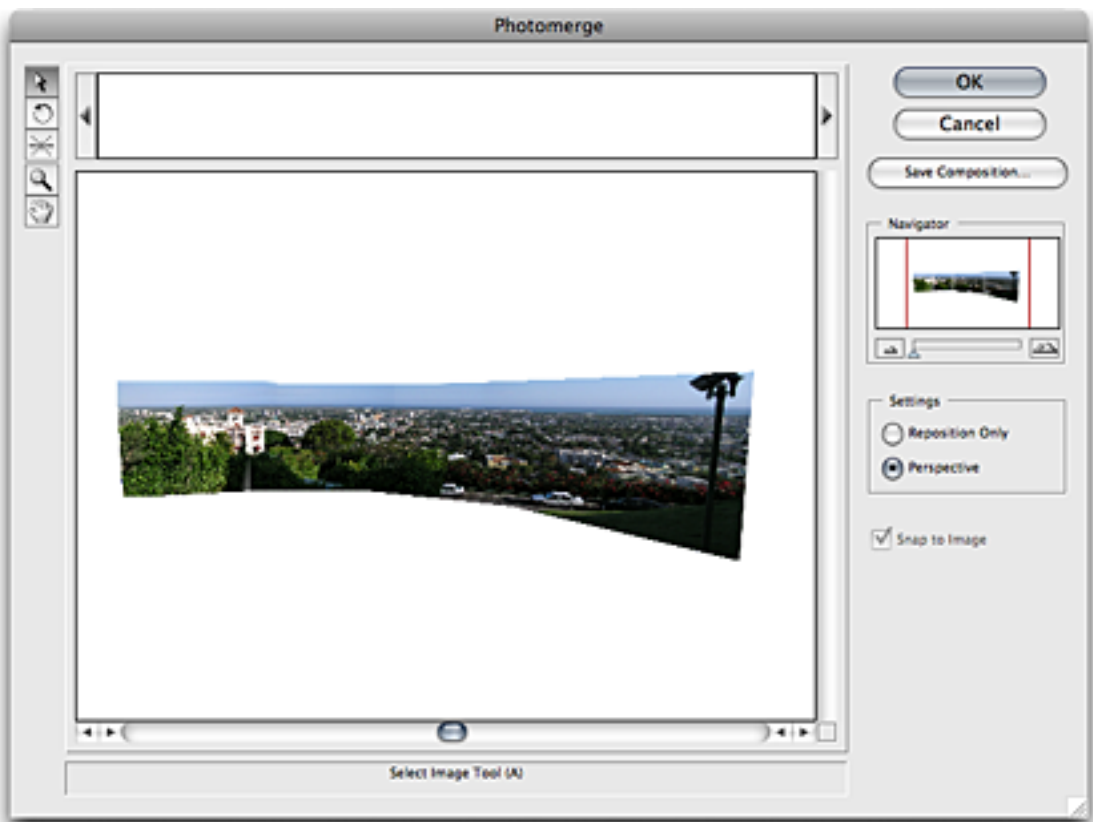 Photomerge
OK
Cancel
Save Composition...
Navigator
Settings
Reposition Only
Perspective
Snap to Image
Select Image Tool (A)